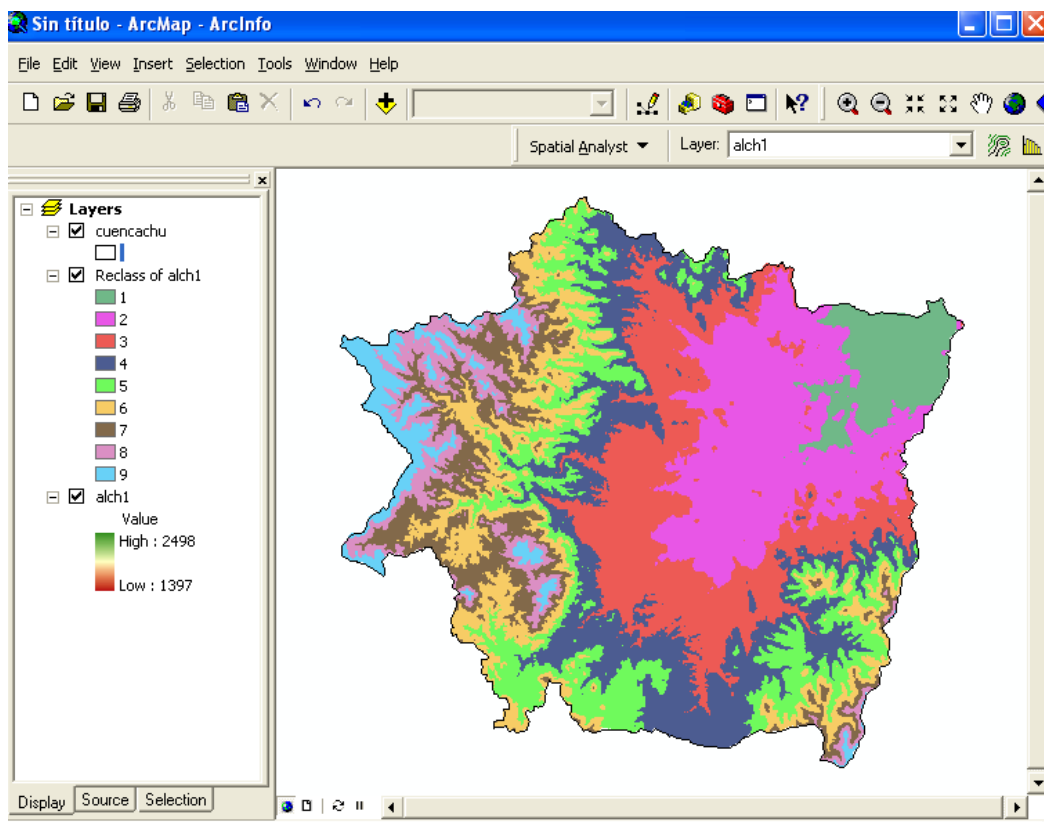 Sin título - ArcMap - ArcInfo
File Edit View Insert Selection Tools Window Help
Spatial Analyst Layer: alch1
Layers
cuencachu
Reclass of alch1
1
2
3
4
5
6
7
8
9
alch1
Value
High : 2498
Low : 1397
Display Source Selection